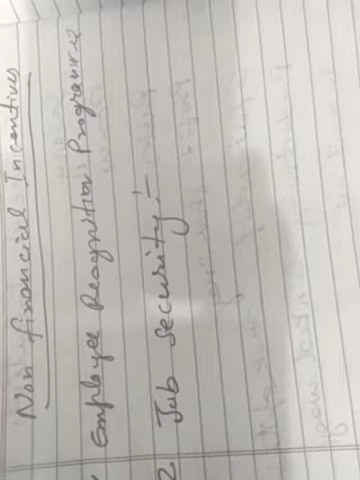 Non financial Incentives
Employee Recognition Programme
2 Job security :-